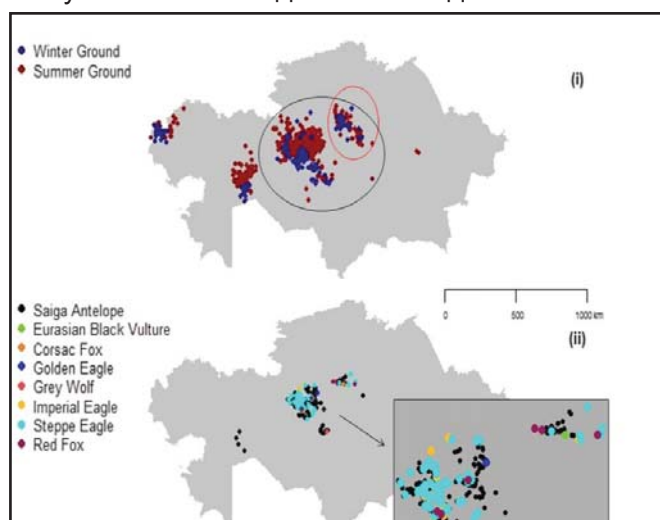 Winter Ground
Summer Ground
(i)
Saiga Antelope
Eurasian Black Vulture
Corsac Fox
Golden Eagle
Grey Wolf
Imperial Eagle
Steppe Eagle
Red Fox
0 500 1000 km
(ii)